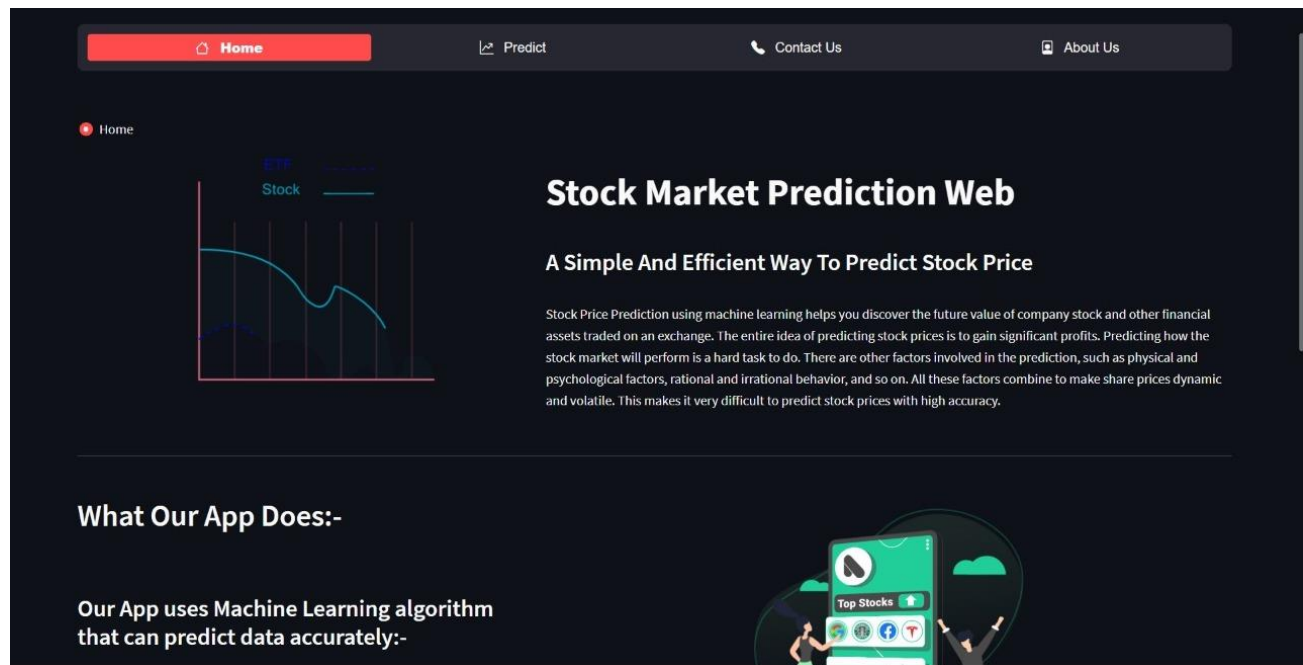 Home
Predict
Contact Us
About Us
Home
ETF
Stock
Stock Market Prediction Web
A Simple And Efficient Way To Predict Stock Price
Stock Price Prediction using machine learning helps you discover the future value of company stock and other financial
assets traded on an exchange. The entire idea of predicting stock prices is to gain significant profits. Predicting how the
stock market will perform is a hard task to do. There are other factors involved in the prediction, such as physical and
psychological factors, rational and irrational behavior, and so on. All these factors combine to make share prices dynamic
and volatile. This makes it very difficult to predict stock prices with high accuracy.
What Our App Does:-
Our App uses Machine Learning algorithm
that can predict data accurately:-
Top Stocks